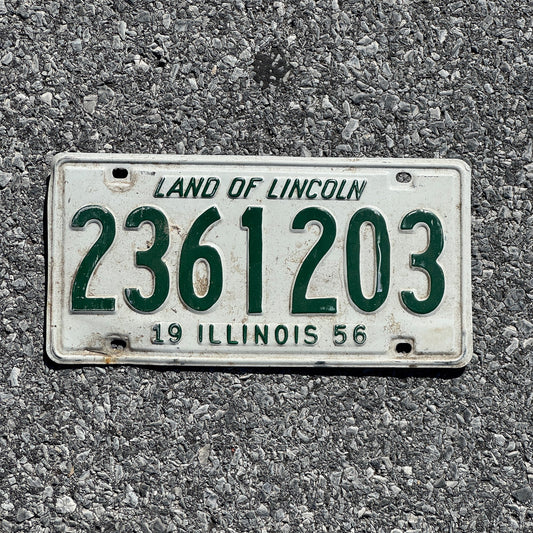 LAND OF LINCOLN
2361203
19 ILLINOIS 56